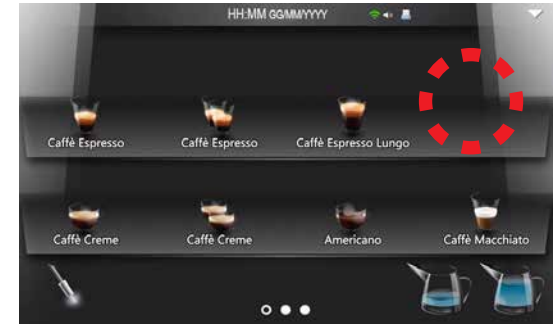 HH:MM GG/MM/YYYY
Caffè Espresso Caffè Espresso Caffè Espresso Lungo
Caffè Creme Caffè Creme Americano Caffè Macchiato